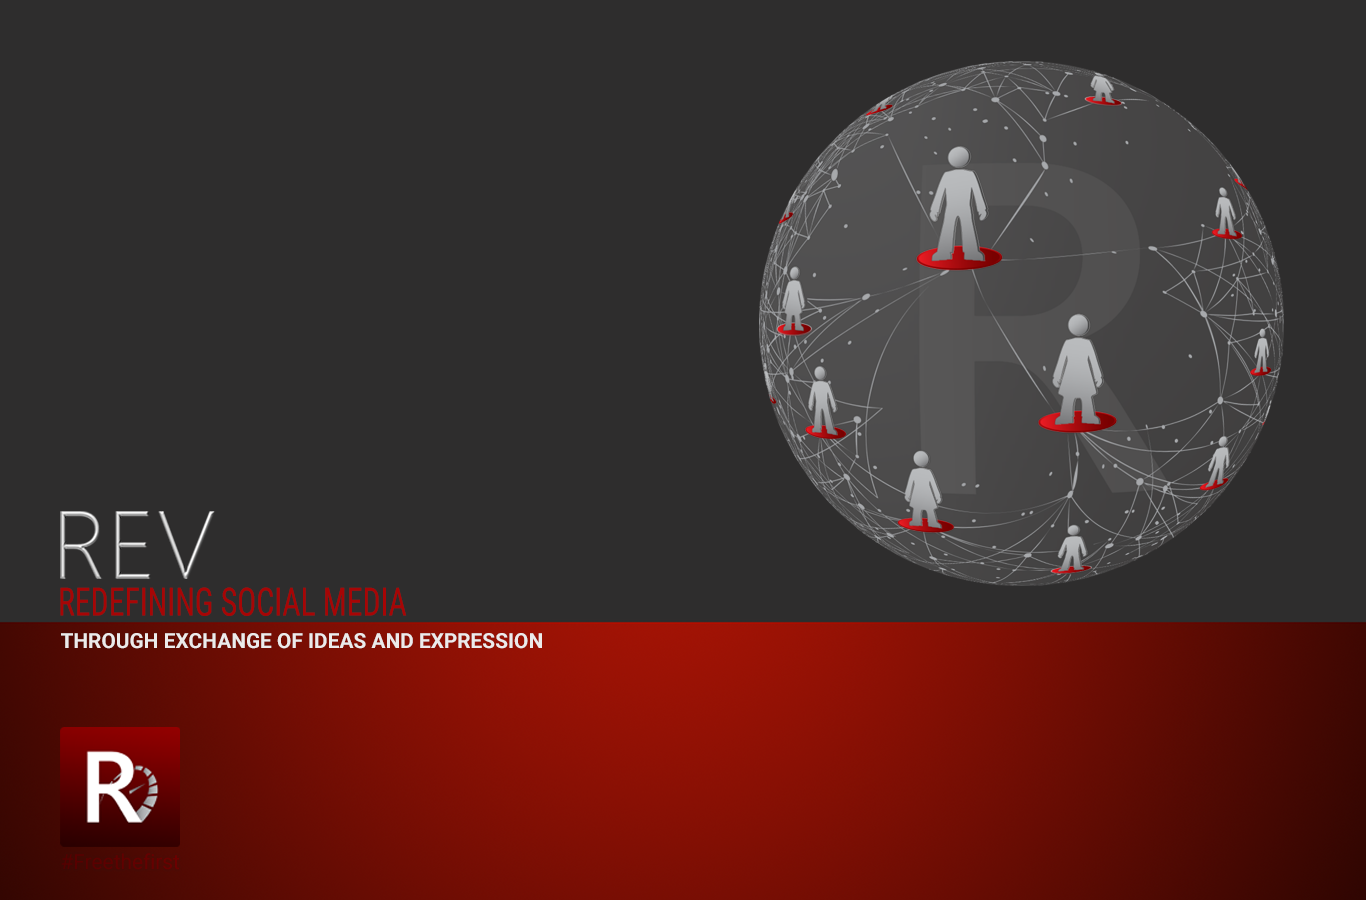 R
REV
REDEFINING SOCIAL MEDIA
THROUGH EXCHANGE OF IDEAS AND EXPRESSION
R